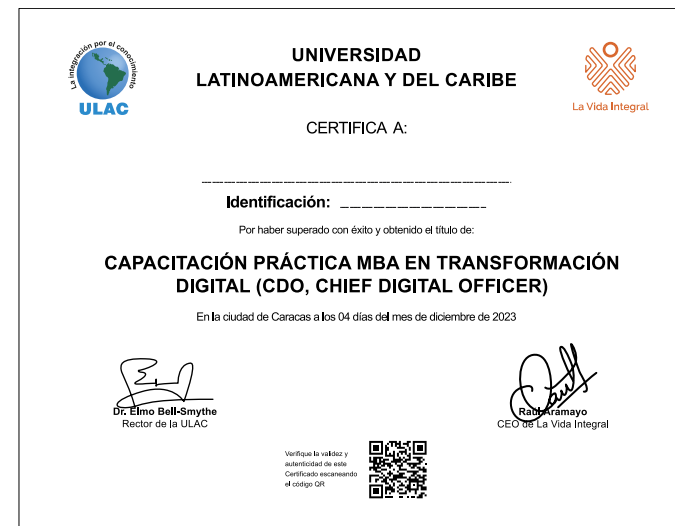 La integración por el conocimiento
ULAC
UNIVERSIDAD
LATINOAMERICANA Y DEL CARIBE
La Vida Integral
CERTIFICA A:
Identificación:
Por haber superado con éxito y obtenido el título de:
CAPACITACIÓN PRÁCTICA MBA EN TRANSFORMACIÓN
DIGITAL (CDO, CHIEF DIGITAL OFFICER)
En la ciudad de Caracas a los 04 días del mes de diciembre de 2023
Dr. Elmo Bell-Smythe
Rector de la ULAC
Raul Aramayo
CEO de La Vida Integral
Verifique la validez y
autenticidad de este
Certificado escaneando
el código QR